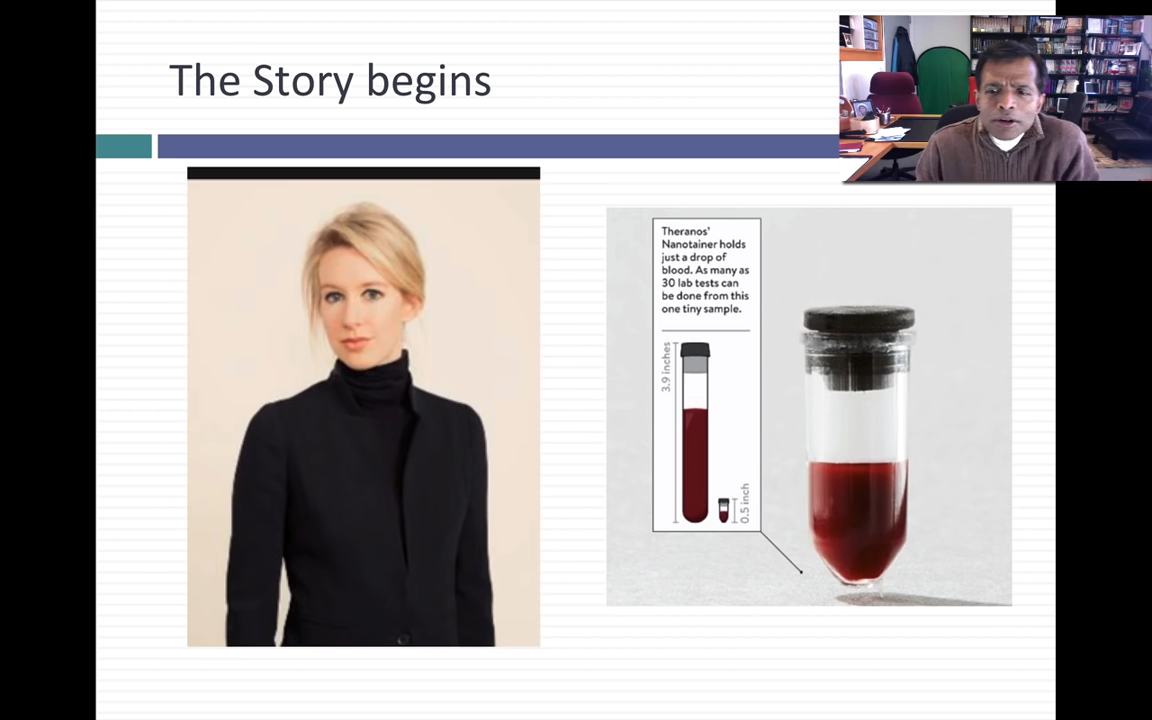 The Story begins
Theranos'
Nanotainer holds
just a drop of
blood. As many as
30 lab tests can
be done from this
one tiny sample.
3.9 inches
0.5 inch